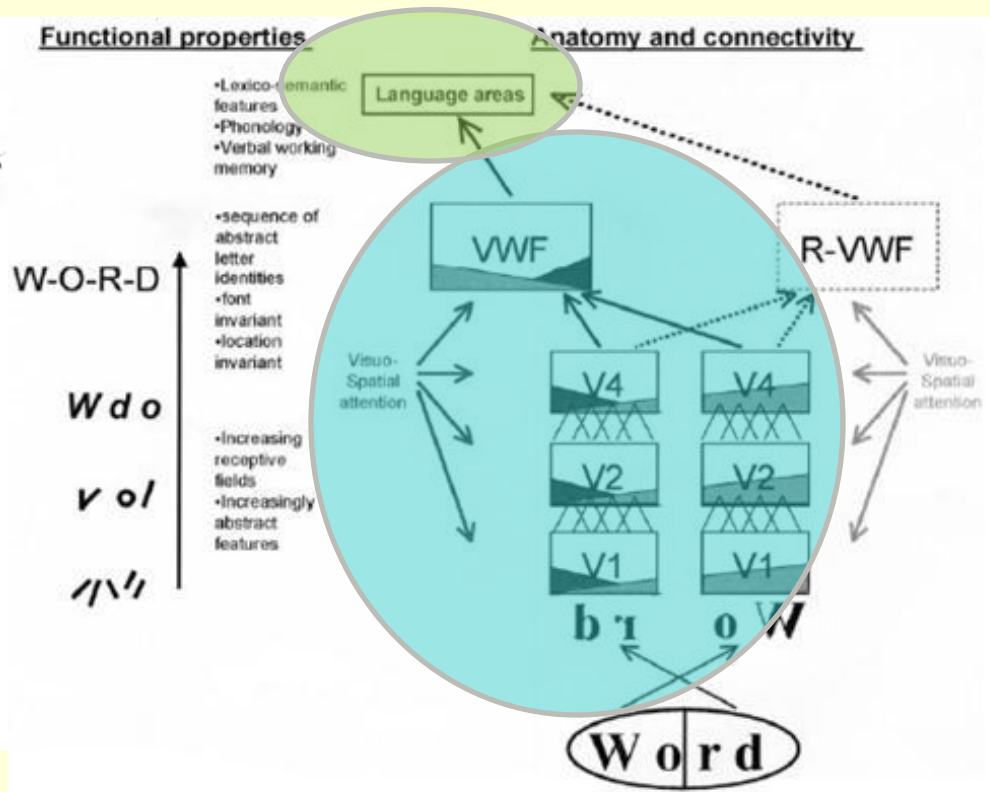 Functional properties
Anatomy and connectivity
•Lexico-semantic
features
•Phonology
•Verbal working
memory
Language areas
•sequence of
abstract
letter
identities
•font
invariant
•location
invariant
VWF
R-VWF
W-O-R-D
Visuo-
Spatial
attention
V4
V4
Visuo-
Spatial
attention
W d o
•Increasing
receptive
fields
•Increasingly
abstract
features
V2
V2
v o l
V1
V1
o W
W o r d